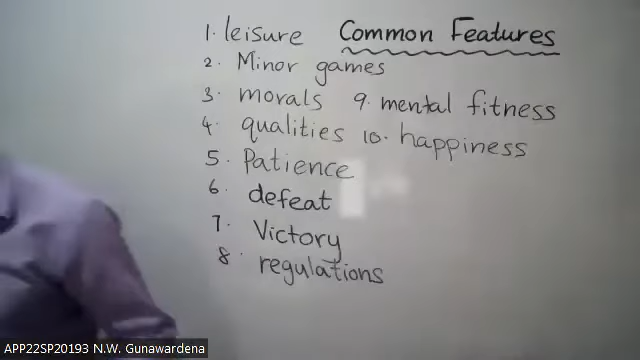 Common Features
1. leisure
2. Minor games
3. morals
4. qualities
5. Patience
6. defeat
7. Victory
8. regulations
9. mental fitness
10. happiness
APP22SP20193 N.W. Gunawardena